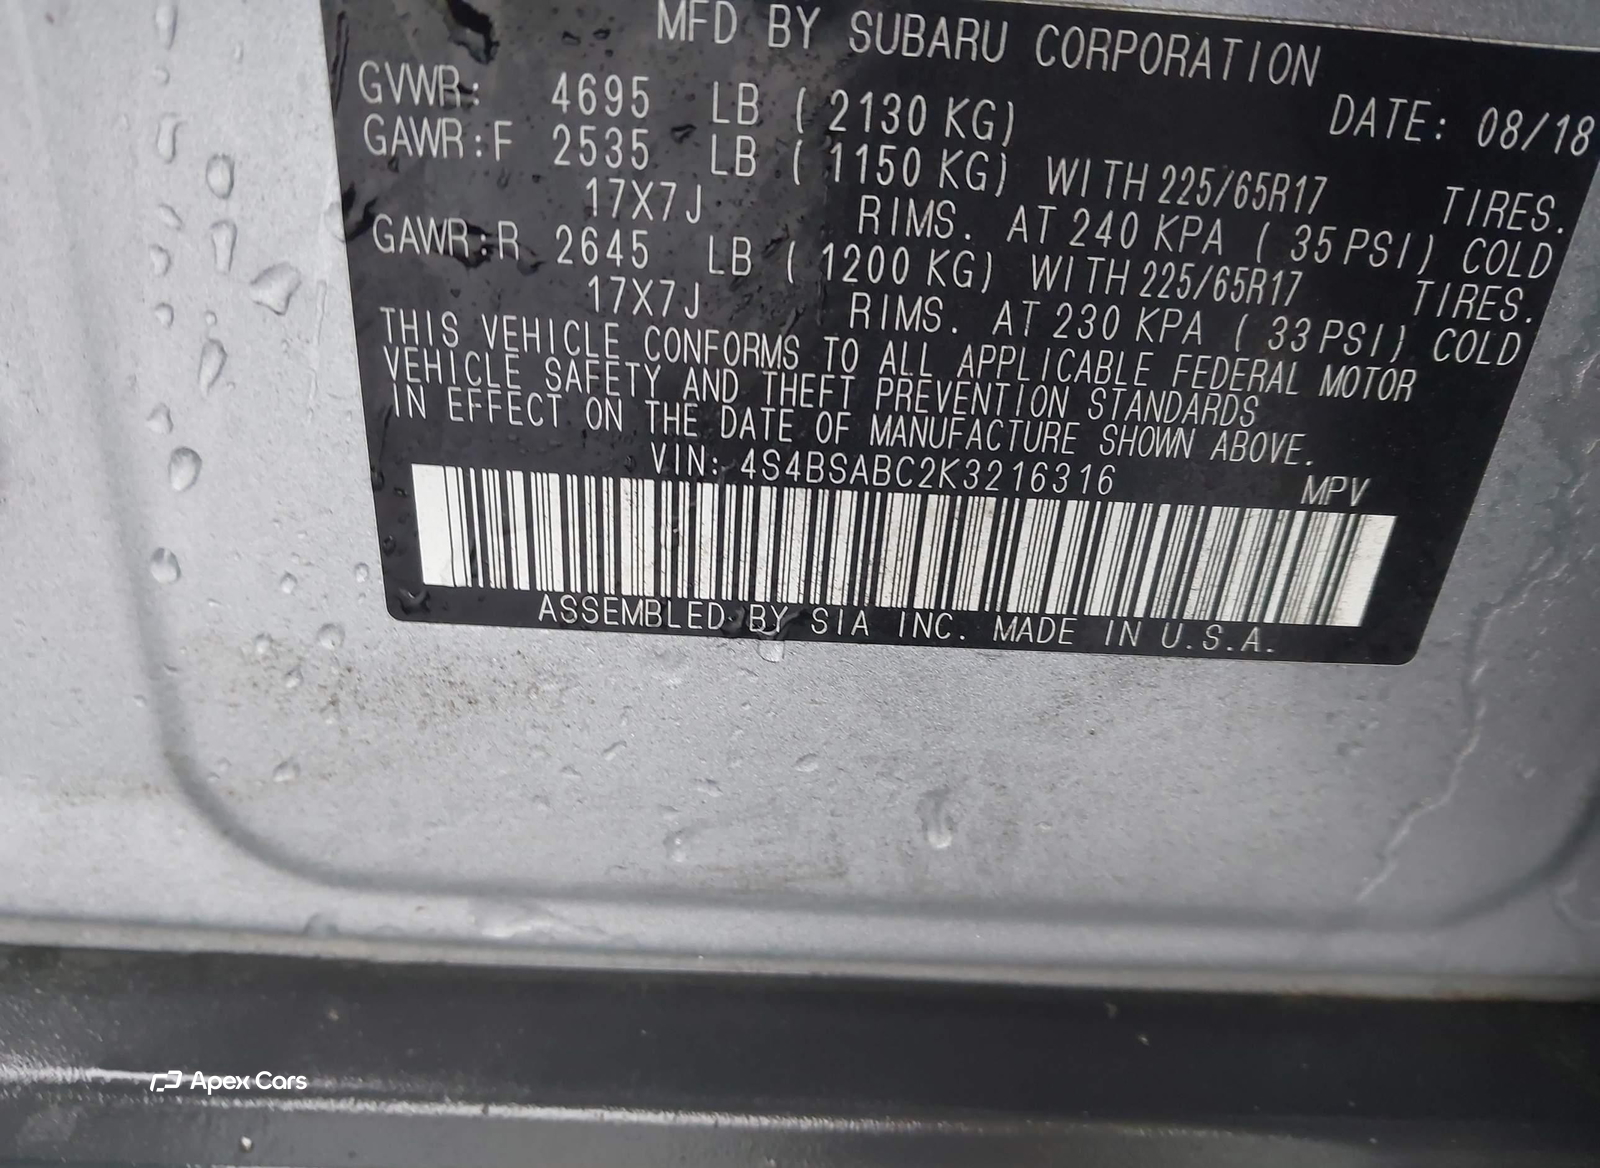 MFD BY SUBARU CORPORATION
GVWR: 4695 LB ( 2130 KG) DATE: 08/18
GAWR:F 2535 LB ( 1150 KG) WITH 225/65R17 TIRES.
17X7J RIMS. AT 240 KPA ( 35 PSI) COLD
GAWR:R 2645 LB ( 1200 KG) WITH 225/65R17 TIRES.
17X7J RIMS. AT 230 KPA ( 33 PSI) COLD
THIS VEHICLE CONFORMS TO ALL APPLICABLE FEDERAL MOTOR
VEHICLE SAFETY AND THEFT PREVENTION STANDARDS
IN EFFECT ON THE DATE OF MANUFACTURE SHOWN ABOVE.
VIN: 4S4BSABC2K3216316 MPV
ASSEMBLED BY SIA INC. MADE IN U.S.A.
Apex Cars